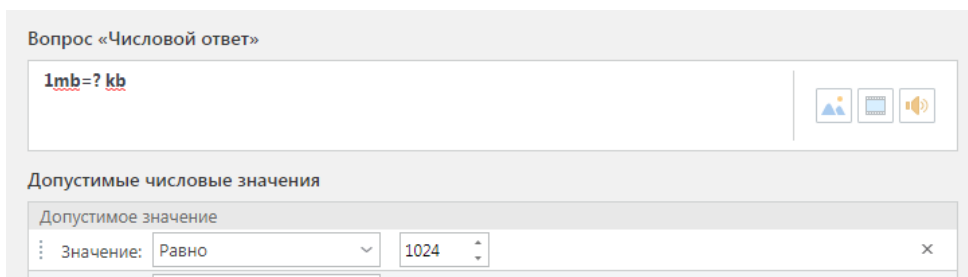 Вопрос «Числовой ответ»
1mb=? kb
Допустимые числовые значения
Допустимое значение
Значение: Равно 1024